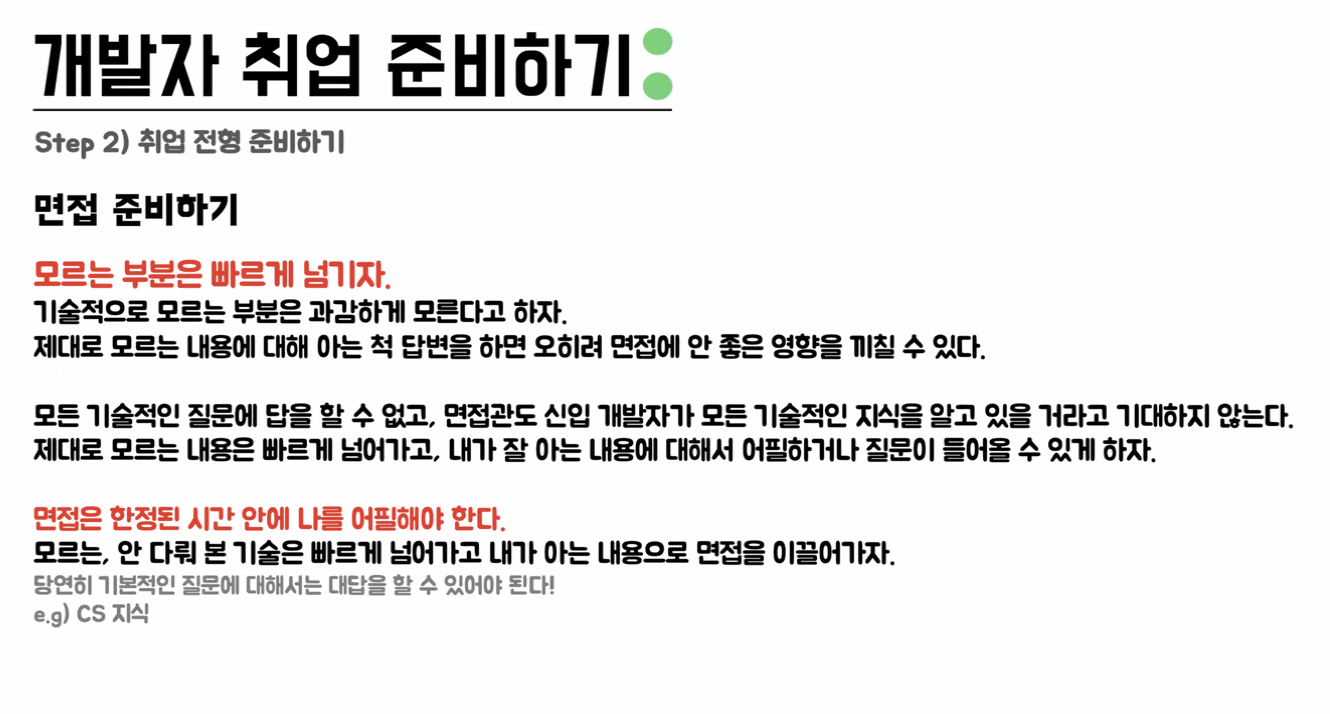 개발자 취업 준비하기:
Step 2) 취업 전형 준비하기
면접 준비하기
모르는 부분은 빠르게 넘기자.
기술적으로 모르는 부분은 과감하게 모른다고 하자.
제대로 모르는 내용에 대해 아는 척 답변을 하면 오히려 면접에 안 좋은 영향을 끼칠 수 있다.
모든 기술적인 질문에 답을 할 수 없고, 면접관도 신입 개발자가 모든 기술적인 지식을 알고 있을 거라고 기대하지 않는다.
제대로 모르는 내용은 빠르게 넘어가고, 내가 잘 아는 내용에 대해서 어필하거나 질문이 들어올 수 있게 하자.
면접은 한정된 시간 안에 나를 어필해야 한다.
모르는, 안 다뤄 본 기술은 빠르게 넘어가고 내가 아는 내용으로 면접을 이끌어가자.
당연히 기본적인 질문에 대해서는 대답을 할 수 있어야 된다!
e.g) CS 지식